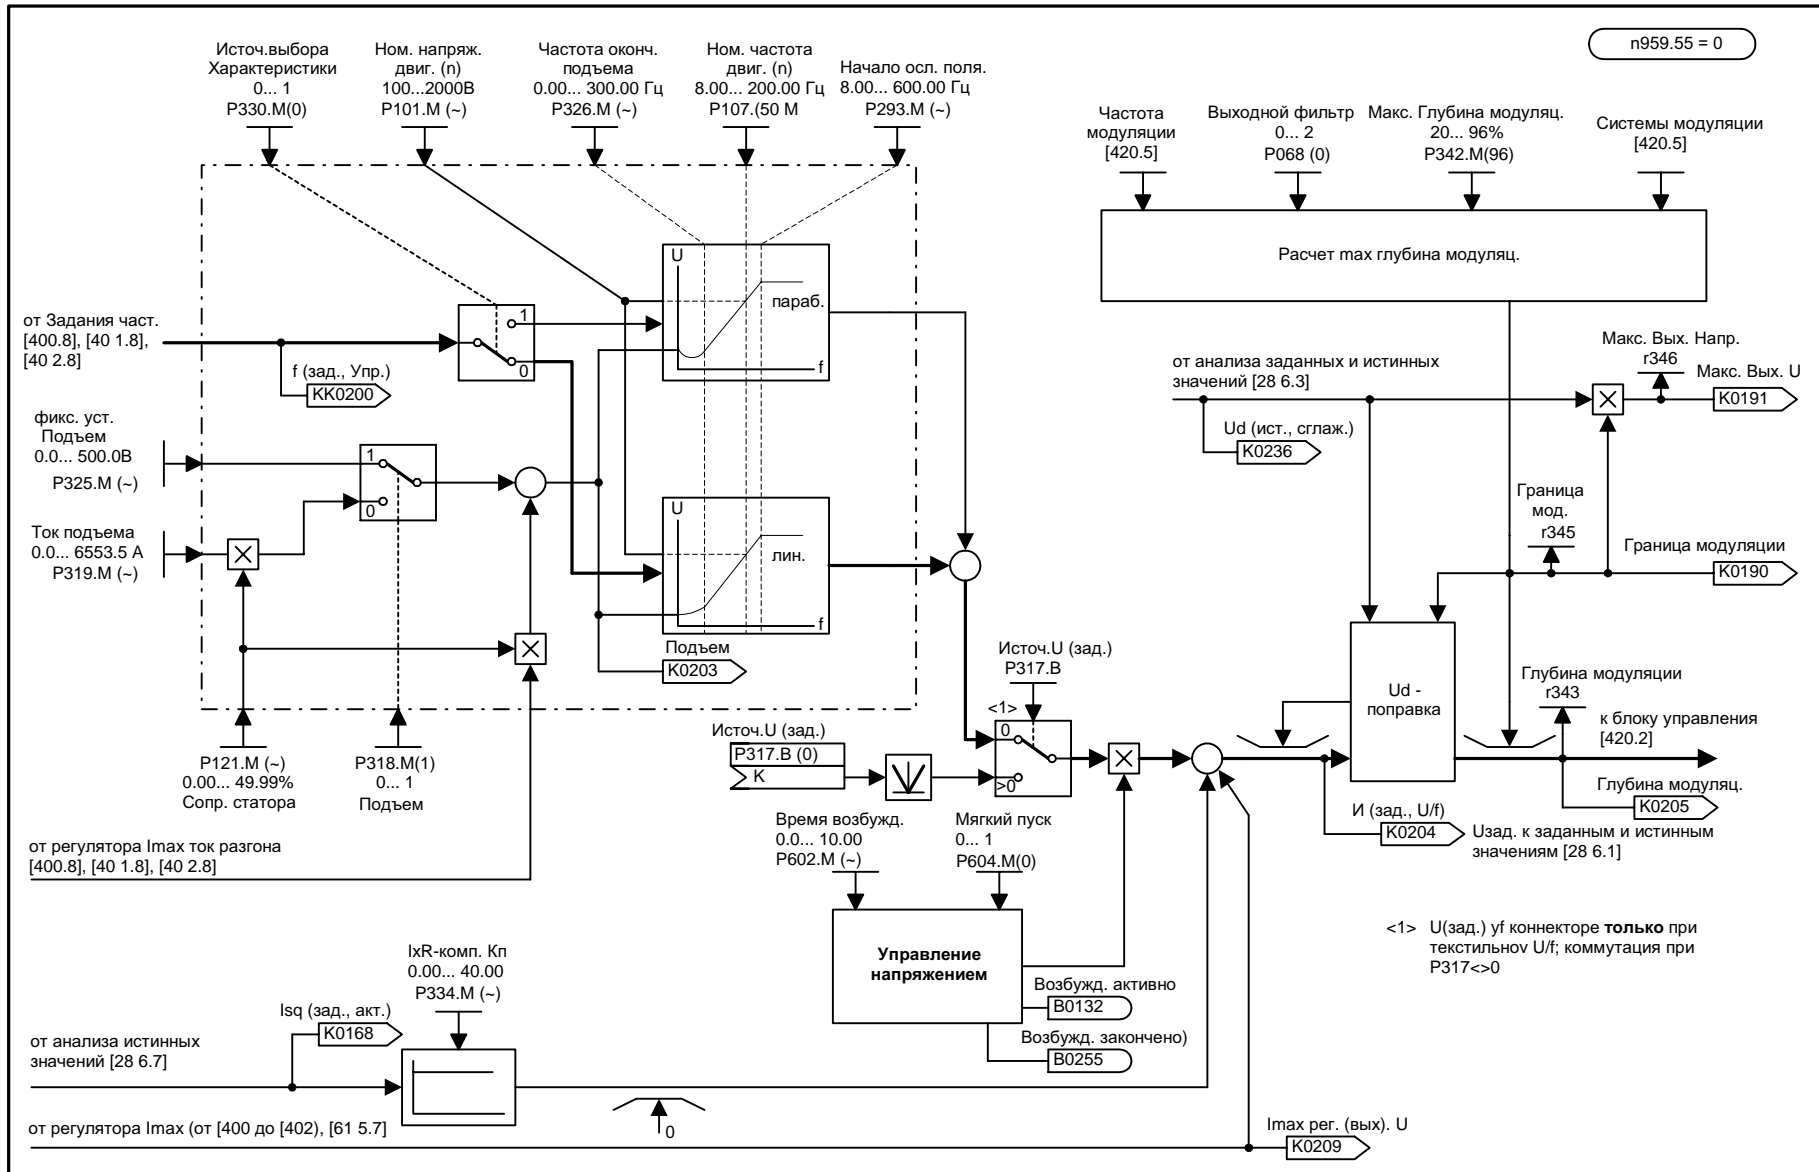 n959.55 = 0
Источ.выбора
Характеристики
0... 1
P330.M(0)
Ном. напряж.
двиг. (n)
100...2000В
P101.M (~)
Частота оконч.
подъема
0.00... 300.00 Гц
P326.M (~)
Ном. частота
двиг. (n)
8.00... 200.00 Гц
P107.(50 M
Начало осл. поля.
8.00... 600.00 Гц
P293.M (~)
Частота
модуляции
[420.5]
Выходной фильтр
0... 2
P068 (0)
Макс. Глубина модуляц.
20... 96%
P342.M(96)
Системы модуляции
[420.5]
Расчет max глубина модуляц.
U
параб.
f
от Задания част.
[400.8], [40 1.8],
[40 2.8]
1
0
f (зад., Упр.)
KK0200
фикс. уст.
Подъем
0.0... 500.0В
P325.M (~)
1
0
Ток подъема
0.0... 6553.5 А
P319.M (~)
U
лин.
f
Подъем
K0203
P121.M (~)
0.00... 49.99%
Сопр. статора
P318.M(1)
0... 1
Подъем
от регулятора Imax ток разгона
[400.8], [40 1.8], [40 2.8]
от анализа заданных и истинных
значений [28 6.3]
Ud (ист., сглаж.)
K0236
Макс. Вых. Напр.
r346
Макс. Вых. U
K0191
Граница
мод.
r345
Граница модуляции
K0190
Источ.U (зад.)
P317.B
<1>
0
>0
Источ.U (зад.)
P317.B (0)
K
Ud -
поправка
Глубина модуляции
r343
к блоку управления
[420.2]
Глубина модуляц.
K0205
И (зад., U/f)
K0204
Uзад. к заданным и истинным
значениям [28 6.1]
Время возбужд.
0.0... 10.00
P602.M (~)
Мягкий пуск
0... 1
P604.M(0)
Управление
напряжением
Возбужд. активно
B0132
Возбужд. закончено)
B0255
<1> U(зад.) yf коннекторе только при
текстильноv U/f; коммутация при
P317<>0
IxR-комп. Кп
0.00... 40.00
P334.M (~)
Isq (зад., акт.)
K0168
от анализа истинных
значений [28 6.7]
0
от регулятора Imax (от [400 до [402), [61 5.7]
Imax рег. (вых). U
K0209